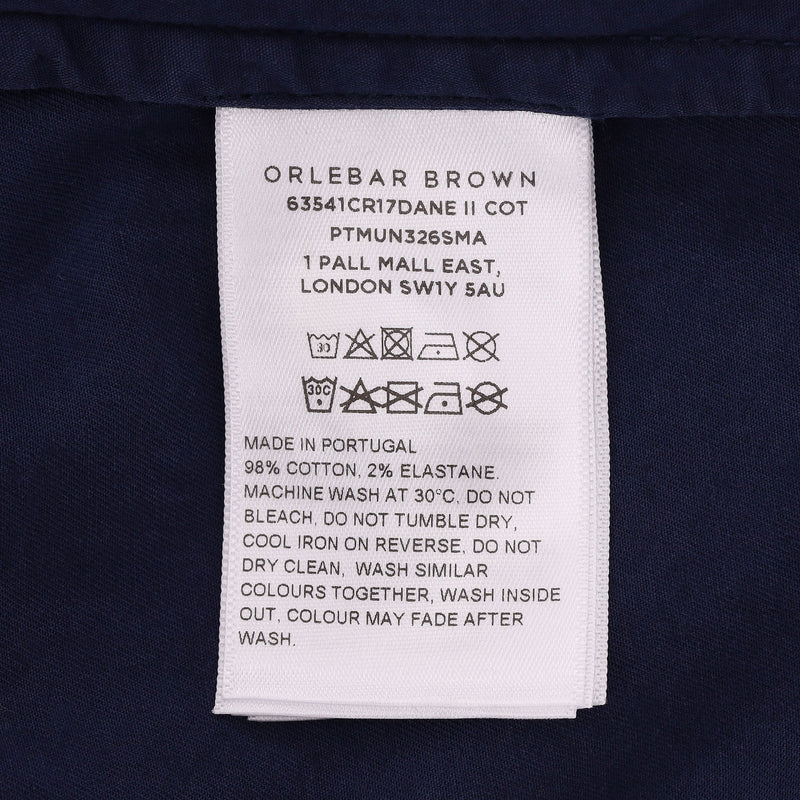 ORLEBAR BROWN
63541CR17DANE II COT
PTMUN326SMA
1 PALL MALL EAST,
LONDON SW1Y 5AU
30
30C
MADE IN PORTUGAL
98% COTTON, 2% ELASTANE.
MACHINE WASH AT 30°C, DO NOT
BLEACH, DO NOT TUMBLE DRY,
COOL IRON ON REVERSE, DO NOT
DRY CLEAN, WASH SIMILAR
COLOURS TOGETHER, WASH INSIDE
OUT, COLOUR MAY FADE AFTER
WASH.